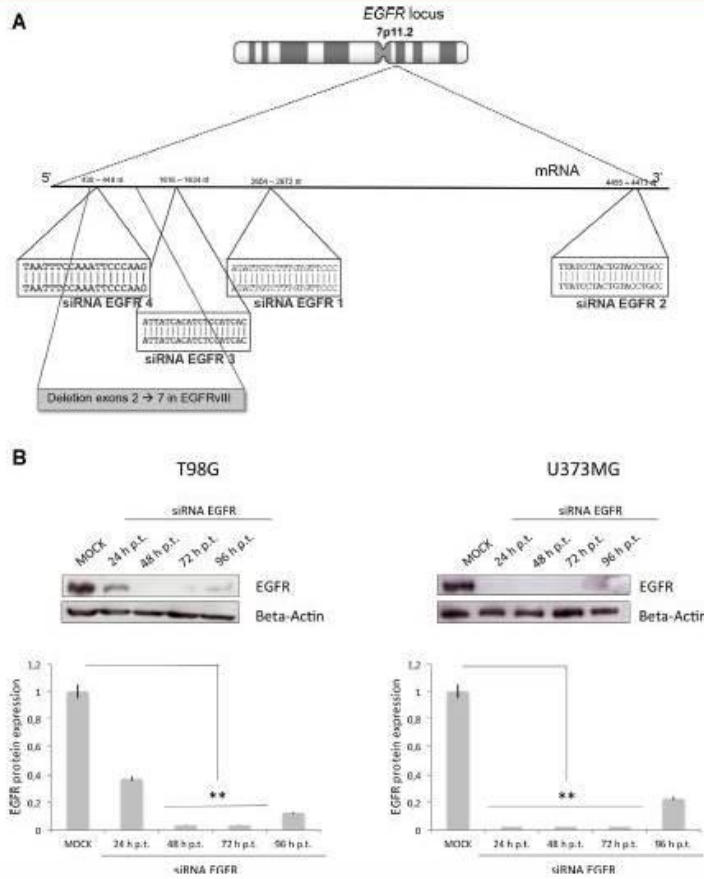 A
EGFR locus
7p11.2
5'
mRNA
3'
TAATTTCCAAATTCCCAAG
TAATTTCCAAATTCCCAAG
siRNA EGFR 4
siRNA EGFR 1
siRNA EGFR 2
ATTATCACATCTCCATCAC
ATTATCACATCTCCATCAC
siRNA EGFR 3
Deletion exons 2 → 7 in EGFRvIII
B
T98G
siRNA EGFR
MOCK
24 h p.t.
48 h p.t.
72 h p.t.
96 h p.t.
EGFR
Beta-Actin
EGFR protein expression
1,2
1
0,8
0,6
0,4
0,2
0
**
MOCK 24 h p.t. 48 h p.t. 72 h p.t. 96 h p.t.
siRNA EGFR
U373MG
siRNA EGFR
MOCK
24 h p.t.
48 h p.t.
72 h p.t.
96 h p.t.
EGFR
Beta-Actin
EGFR protein expression
1,2
1
0,8
0,6
0,4
0,2
0
**
MOCK 24 h p.t. 48 h p.t. 72 h p.t. 96 h p.t.
siRNA EGFR